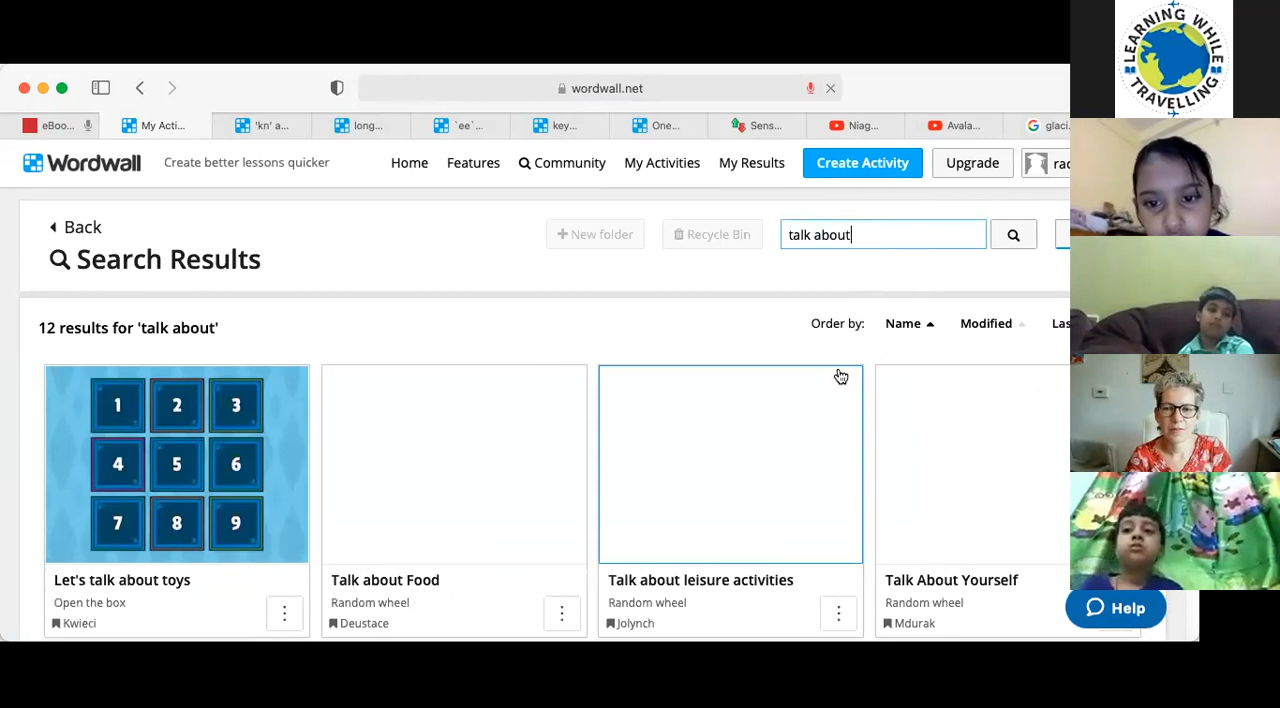 LEARNING WHILE TRAVELLING
wordwall.net
eBoo...
My Acti...
'kn' a...
long...
`ee`...
key...
One...
Sens...
Niag...
Avala...
glaci
Wordwall
Create better lessons quicker
Home
Features
Community
My Activities
My Results
Create Activity
Upgrade
rac
Back
Search Results
+ New folder
Recycle Bin
talk about
12 results for 'talk about'
Order by:
Name
Modified
Las
1 2 3
4 5 6
7 8 9
Let's talk about toys
Open the box
Kwieci
Talk about Food
Random wheel
Deustace
Talk about leisure activities
Random wheel
Jolynch
Talk About Yourself
Random wheel
Mdurak
Help